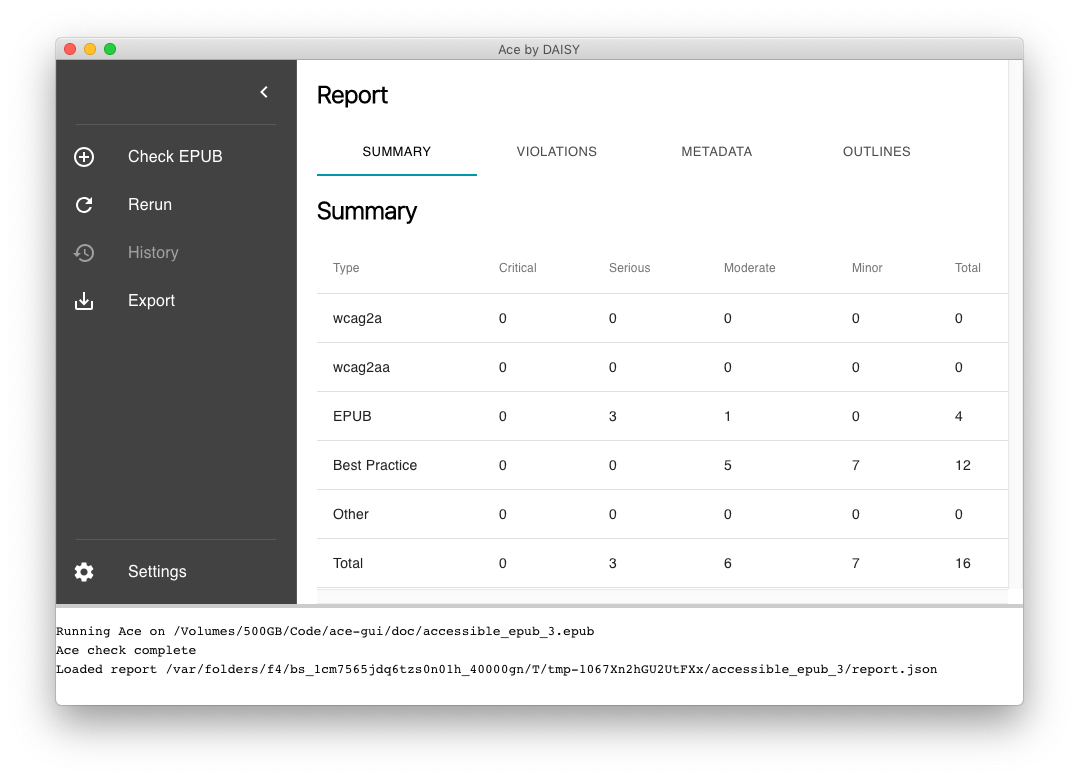 Ace by DAISY
Check EPUB
Rerun
History
Export
Settings
Report
SUMMARY VIOLATIONS METADATA OUTLINES
Summary
Type Critical Serious Moderate Minor Total
wcag2a 0 0 0 0 0
wcag2aa 0 0 0 0 0
EPUB 0 3 1 0 4
Best Practice 0 0 5 7 12
Other 0 0 0 0 0
Total 0 3 6 7 16
Running Ace on /Volumes/500GB/Code/ace-gui/doc/accessible_epub_3.epub
Ace check complete
Loaded report /var/folders/f4/bs_1cm7565jdq6tzs0n01h_40000gn/T/tmp-1067Xn2hGU2UtFXx/accessible_epub_3/report.json